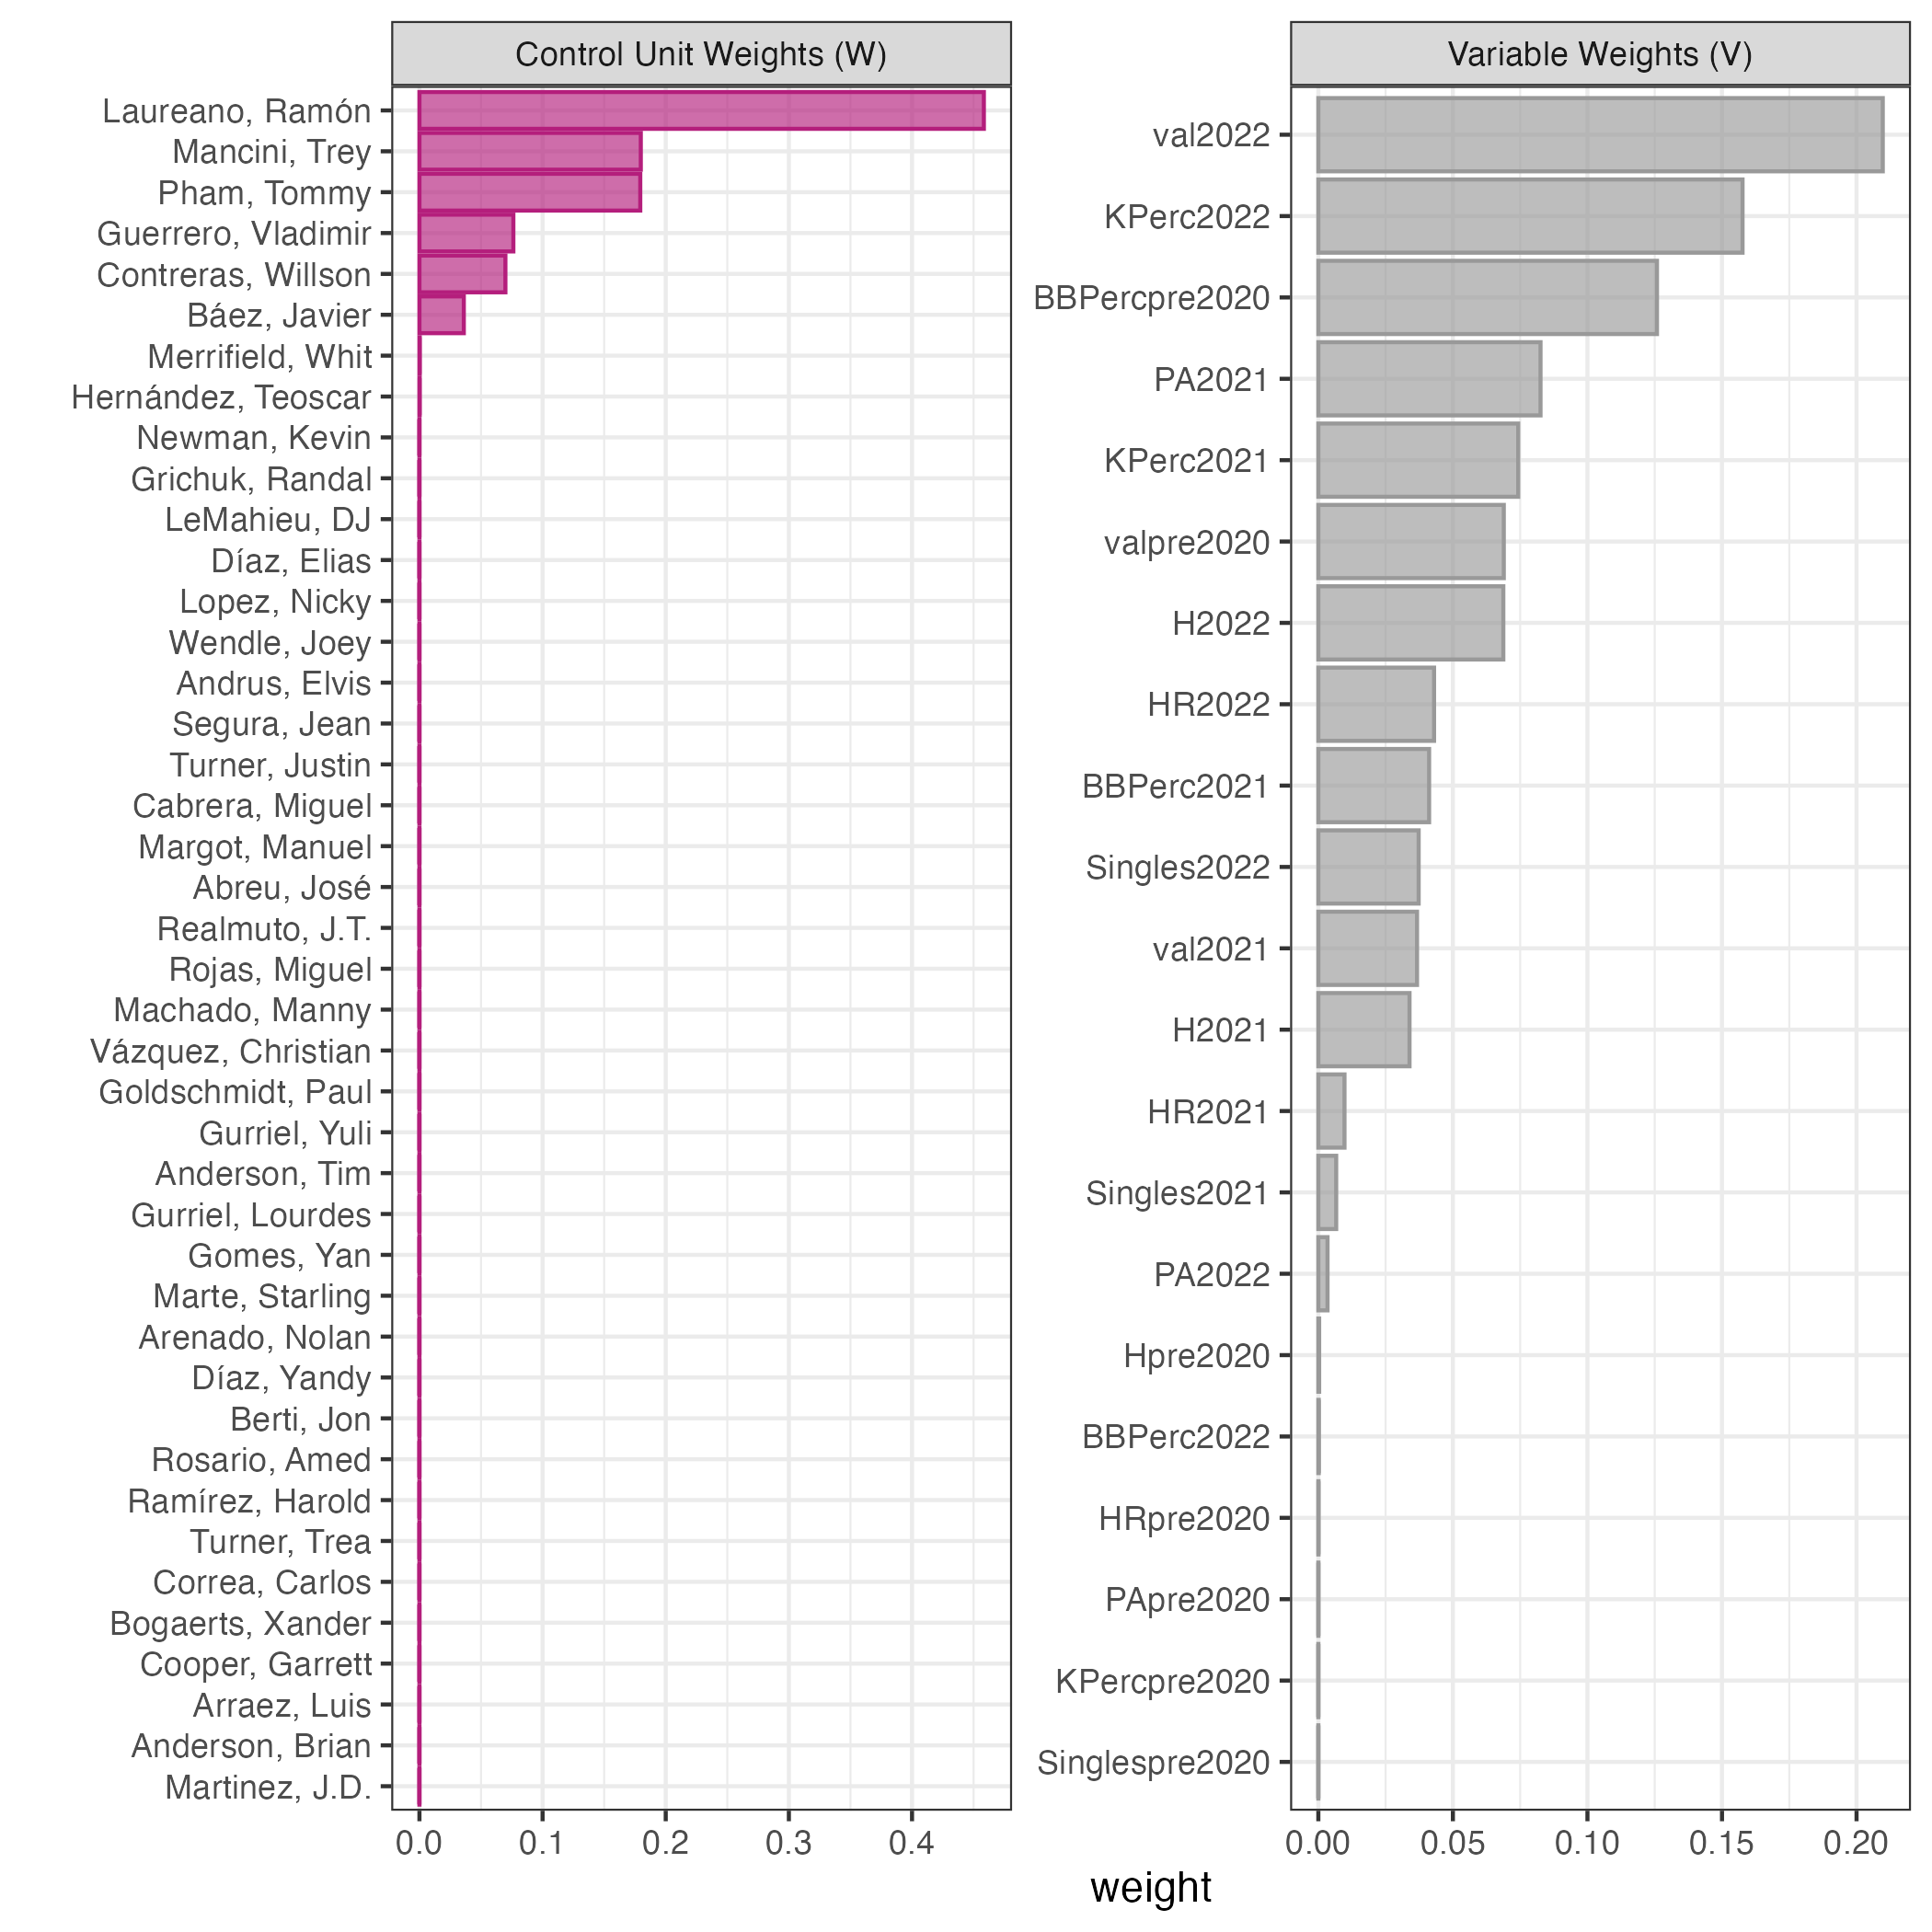 Control Unit Weights (W)
Laureano, Ramón
Mancini, Trey
Pham, Tommy
Guerrero, Vladimir
Contreras, Willson
Báez, Javier
Merrifield, Whit
Hernández, Teoscar
Newman, Kevin
Grichuk, Randal
LeMahieu, DJ
Díaz, Elias
Lopez, Nicky
Wendle, Joey
Andrus, Elvis
Segura, Jean
Turner, Justin
Cabrera, Miguel
Margot, Manuel
Abreu, José
Realmuto, J.T.
Rojas, Miguel
Machado, Manny
Vázquez, Christian
Goldschmidt, Paul
Gurriel, Yuli
Anderson, Tim
Gurriel, Lourdes
Gomes, Yan
Marte, Starling
Arenado, Nolan
Díaz, Yandy
Berti, Jon
Rosario, Amed
Ramírez, Harold
Turner, Trea
Correa, Carlos
Bogaerts, Xander
Cooper, Garrett
Arraez, Luis
Anderson, Brian
Martinez, J.D.
0.0 0.1 0.2 0.3 0.4
Variable Weights (V)
val2022
KPerc2022
BBPercpre2020
PA2021
KPerc2021
valpre2020
H2022
HR2022
BBPerc2021
Singles2022
val2021
H2021
HR2021
Singles2021
PA2022
Hpre2020
BBPerc2022
HRpre2020
PApre2020
KPercpre2020
Singlespre2020
0.00 0.05 0.10 0.15 0.20
weight